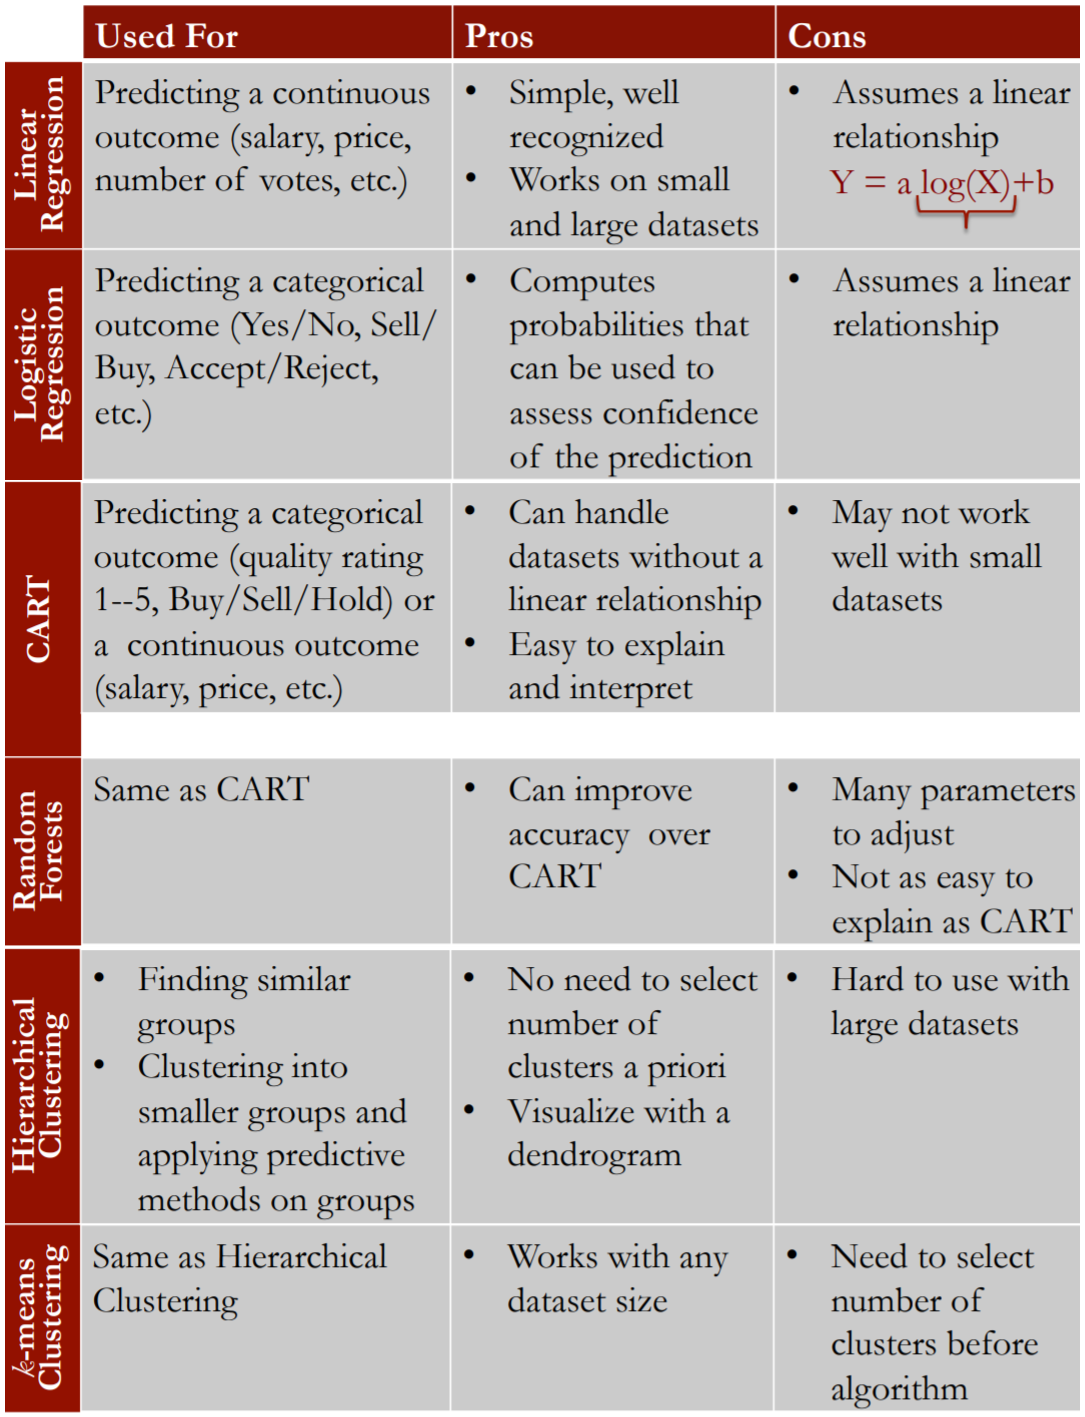 Used For
Pros
Cons
Linear
Regression
Predicting a continuous
outcome (salary, price,
number of votes, etc.)
• Simple, well
recognized
• Works on small
and large datasets
• Assumes a linear
relationship
Y = a log(X)+b
Logistic
Regression
Predicting a categorical
outcome (Yes/No, Sell/
Buy, Accept/Reject,
etc.)
• Computes
probabilities that
can be used to
assess confidence
of the prediction
• Assumes a linear
relationship
CART
Predicting a categorical
outcome (quality rating
1--5, Buy/Sell/Hold) or
a continuous outcome
(salary, price, etc.)
• Can handle
datasets without a
linear relationship
• Easy to explain
and interpret
• May not work
well with small
datasets
Random
Forests
Same as CART
• Can improve
accuracy over
CART
• Many parameters
to adjust
• Not as easy to
explain as CART
Hierarchical
Clustering
• Finding similar
groups
• Clustering into
smaller groups and
applying predictive
methods on groups
• No need to select
number of
clusters a priori
• Visualize with a
dendrogram
• Hard to use with
large datasets
k-means
Clustering
Same as Hierarchical
Clustering
• Works with any
dataset size
• Need to select
number of
clusters before
algorithm